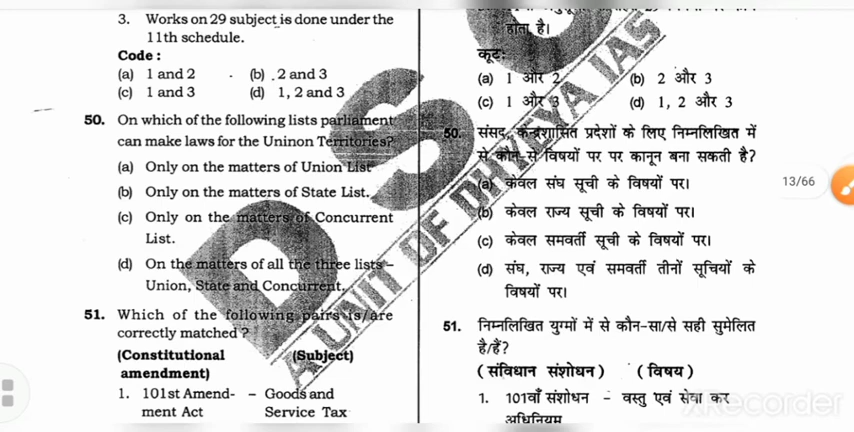 3. Works on 29 subject is done under the
11th schedule.
Code :
(a) 1 and 2 (b) 2 and 3
(c) 1 and 3 (d) 1, 2 and 3
50. On which of the following lists parliament
can make laws for the Uninon Territories?
(a) Only on the matters of Union List
(b) Only on the matters of State List.
(c) Only on the matters of Concurrent
List.
(d) On the matters of all the three lists –
Union, State and Concurrent.
51. Which of the following pairs is/are
correctly matched ?
(Constitutional (Subject)
amendment)
1. 101st Amend- – Goods and
ment Act Service Tax
होता है।
कूटः
(a) 1 और 2 (b) 2 और 3
(c) 1 और 3 (d) 1, 2 और 3
50. संसद, केन्द्रशासित प्रदेशों के लिए निम्नलिखित में
से कौन से विषयों पर पर कानून बना सकती है?
(a) केवल संघ सूची के विषयों पर।
(b) केवल राज्य सूची के विषयों पर।
(c) केवल समवर्ती सूची के विषयों पर।
(d) संघ, राज्य एवं समवर्ती तीनों सूचियों के
विषयों पर।
51. निम्नलिखित युग्मों में से कौन-सा/से सही सुमेलित
है/हैं?
(संविधान संशोधन) (विषय)
1. 101वाँ संशोधन - वस्तु एवं सेवा कर
अधिनियम
13/66
A UNIT OF DHYEYA IAS
XRecorder